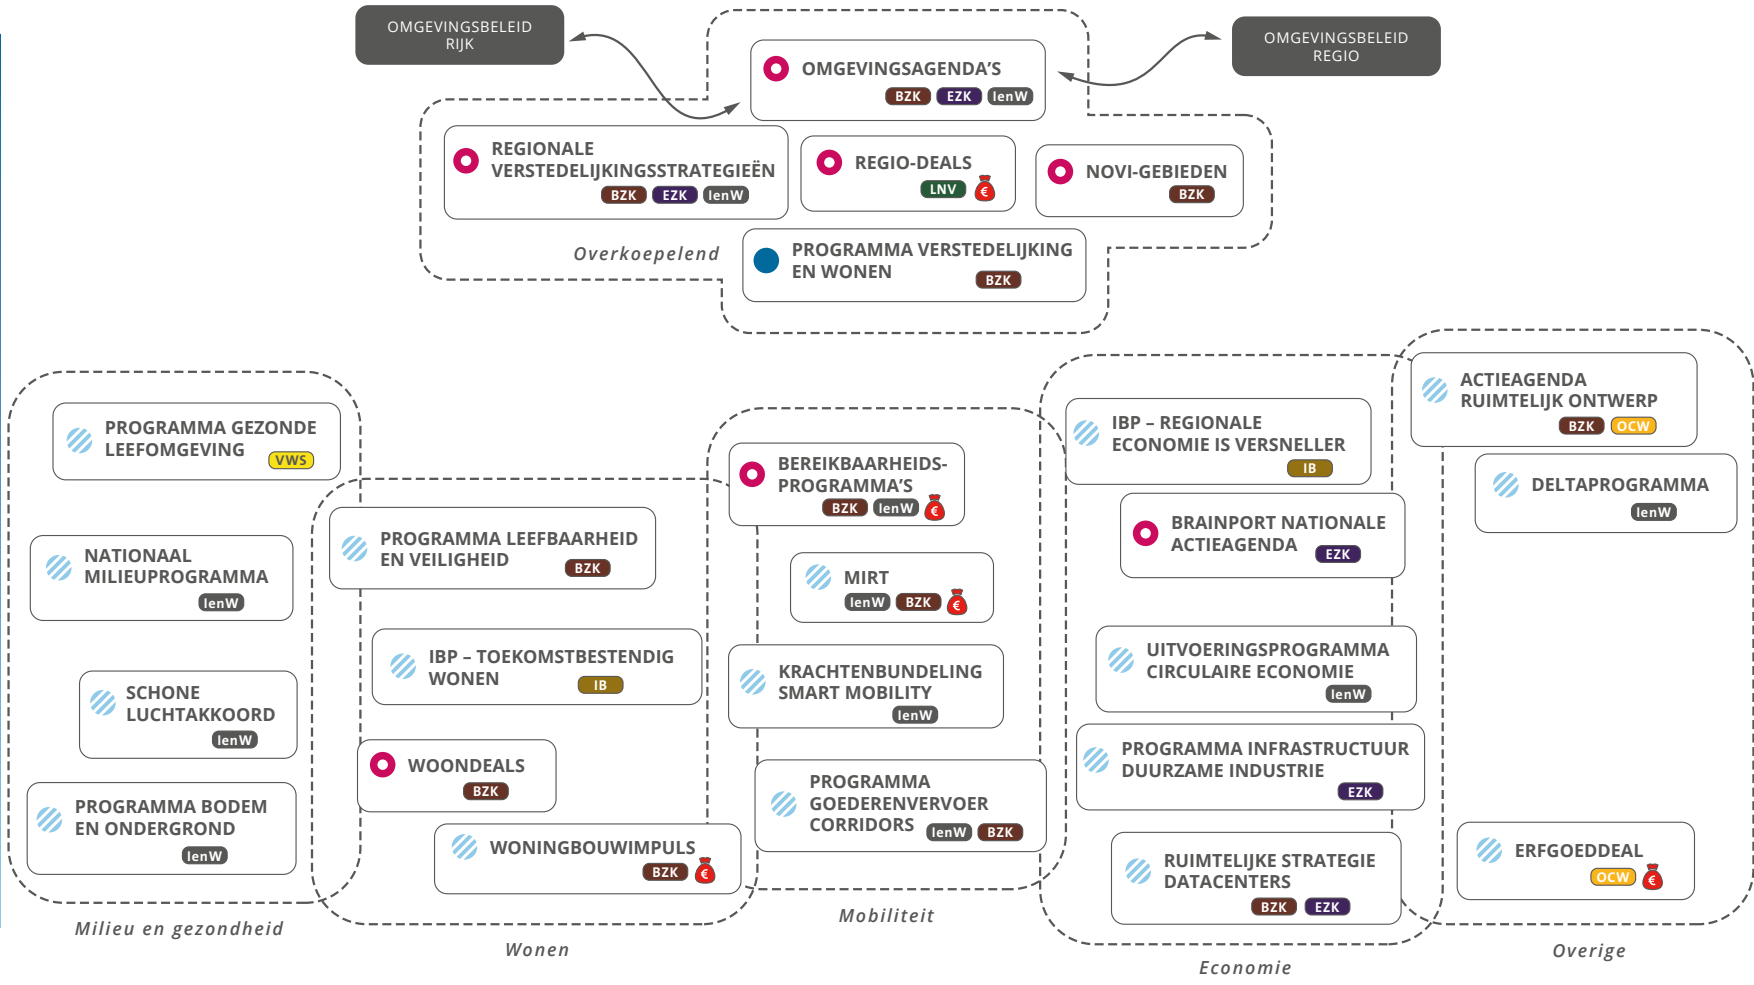 OMGEVINGSBELEID
RIJK
OMGEVINGSBELEID
REGIO
OMGEVINGSAGENDA’S
BZK EZK IenW
REGIONALE
VERSTEDELIJKINGSSTRATEGIEËN
BZK EZK IenW
REGIO-DEALS
LNV €
NOVI-GEBIEDEN
BZK
Overkoepelend
PROGRAMMA VERSTEDELIJKING
EN WONEN
BZK
PROGRAMMA GEZONDE
LEEFOMGEVING
VWS
NATIONAAL
MILIEUPROGRAMMA
IenW
SCHONE
LUCHTAKKOORD
IenW
PROGRAMMA BODEM
EN ONDERGROND
IenW
Milieu en gezondheid
PROGRAMMA LEEFBAARHEID
EN VEILIGHEID
BZK
IBP – TOEKOMSTBESTENDIG
WONEN
IB
WOONDEALS
BZK
WONINGBOUWIMPULS
BZK €
Wonen
BEREIKBAARHEIDS-
PROGRAMMA’S
BZK IenW €
MIRT
IenW BZK €
KRACHTENBUNDELING
SMART MOBILITY
IenW
PROGRAMMA
GOEDERENVERVOER
CORRIDORS IenW BZK
Mobiliteit
IBP – REGIONALE
ECONOMIE IS VERSNELLER
IB
BRAINPORT NATIONALE
ACTIEAGENDA
EZK
UITVOERINGSPROGRAMMA
CIRCULAIRE ECONOMIE
IenW
PROGRAMMA INFRASTRUCTUUR
DUURZAME INDUSTRIE
EZK
RUIMTELIJKE STRATEGIE
DATACENTERS
BZK EZK
Economie
ACTIEAGENDA
RUIMTELIJK ONTWERP
BZK OCW
DELTAPROGRAMMA
IenW
ERFGOEDDEAL
OCW €
Overige